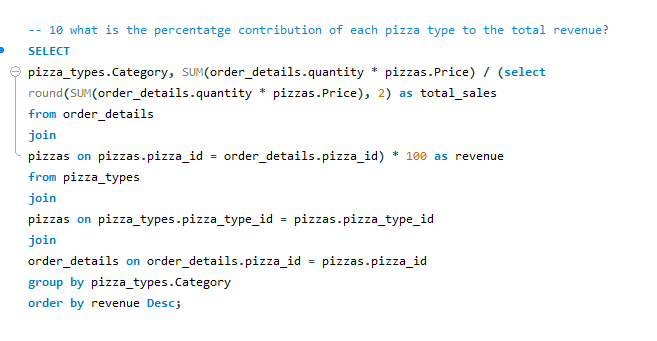 -- 10 what is the percentatge contribution of each pizza type to the total revenue?
SELECT
pizza_types.Category, SUM(order_details.quantity * pizzas.Price) / (select
round(SUM(order_details.quantity * pizzas.Price), 2) as total_sales
from order_details
join
pizzas on pizzas.pizza_id = order_details.pizza_id) * 100 as revenue
from pizza_types
join
pizzas on pizza_types.pizza_type_id = pizzas.pizza_type_id
join
order_details on order_details.pizza_id = pizzas.pizza_id
group by pizza_types.Category
order by revenue Desc;